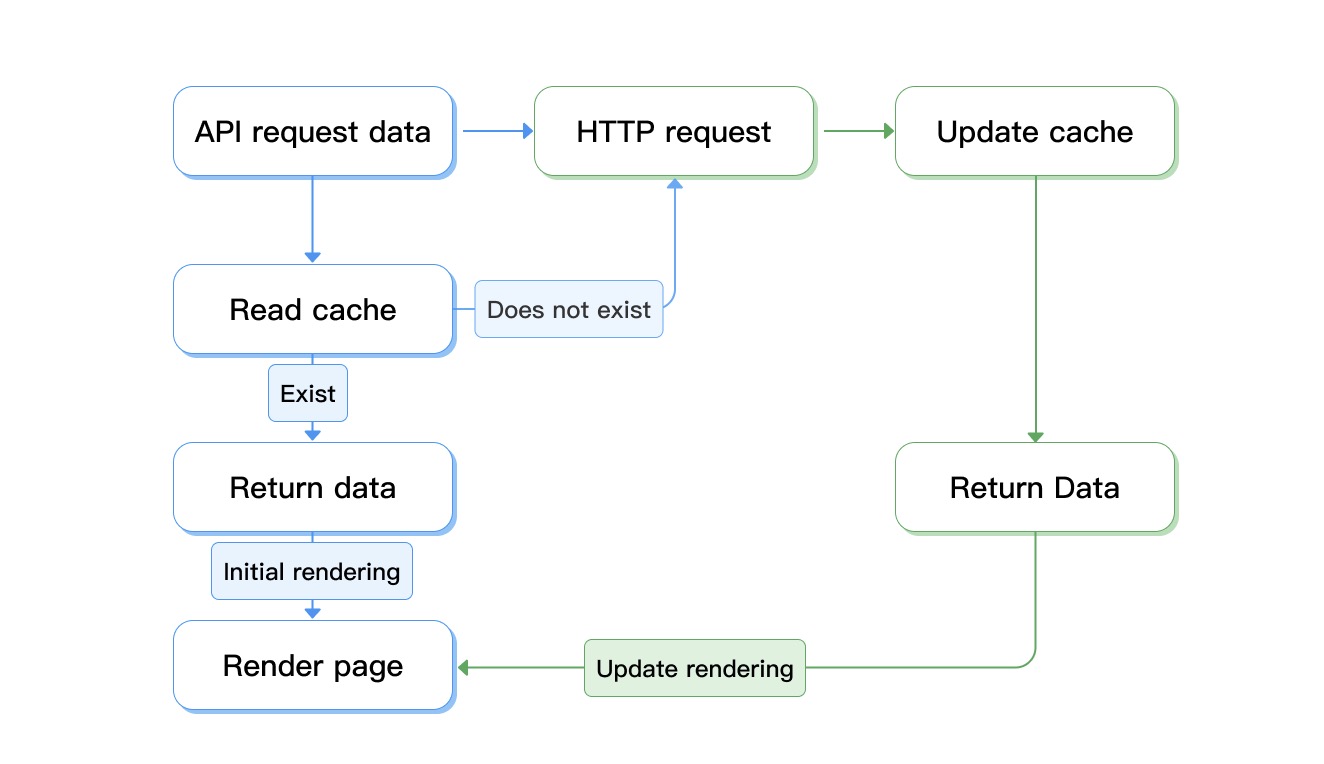 API request data
HTTP request
Update cache
Read cache
Does not exist
Exist
Return data
Return Data
Initial rendering
Render page
Update rendering